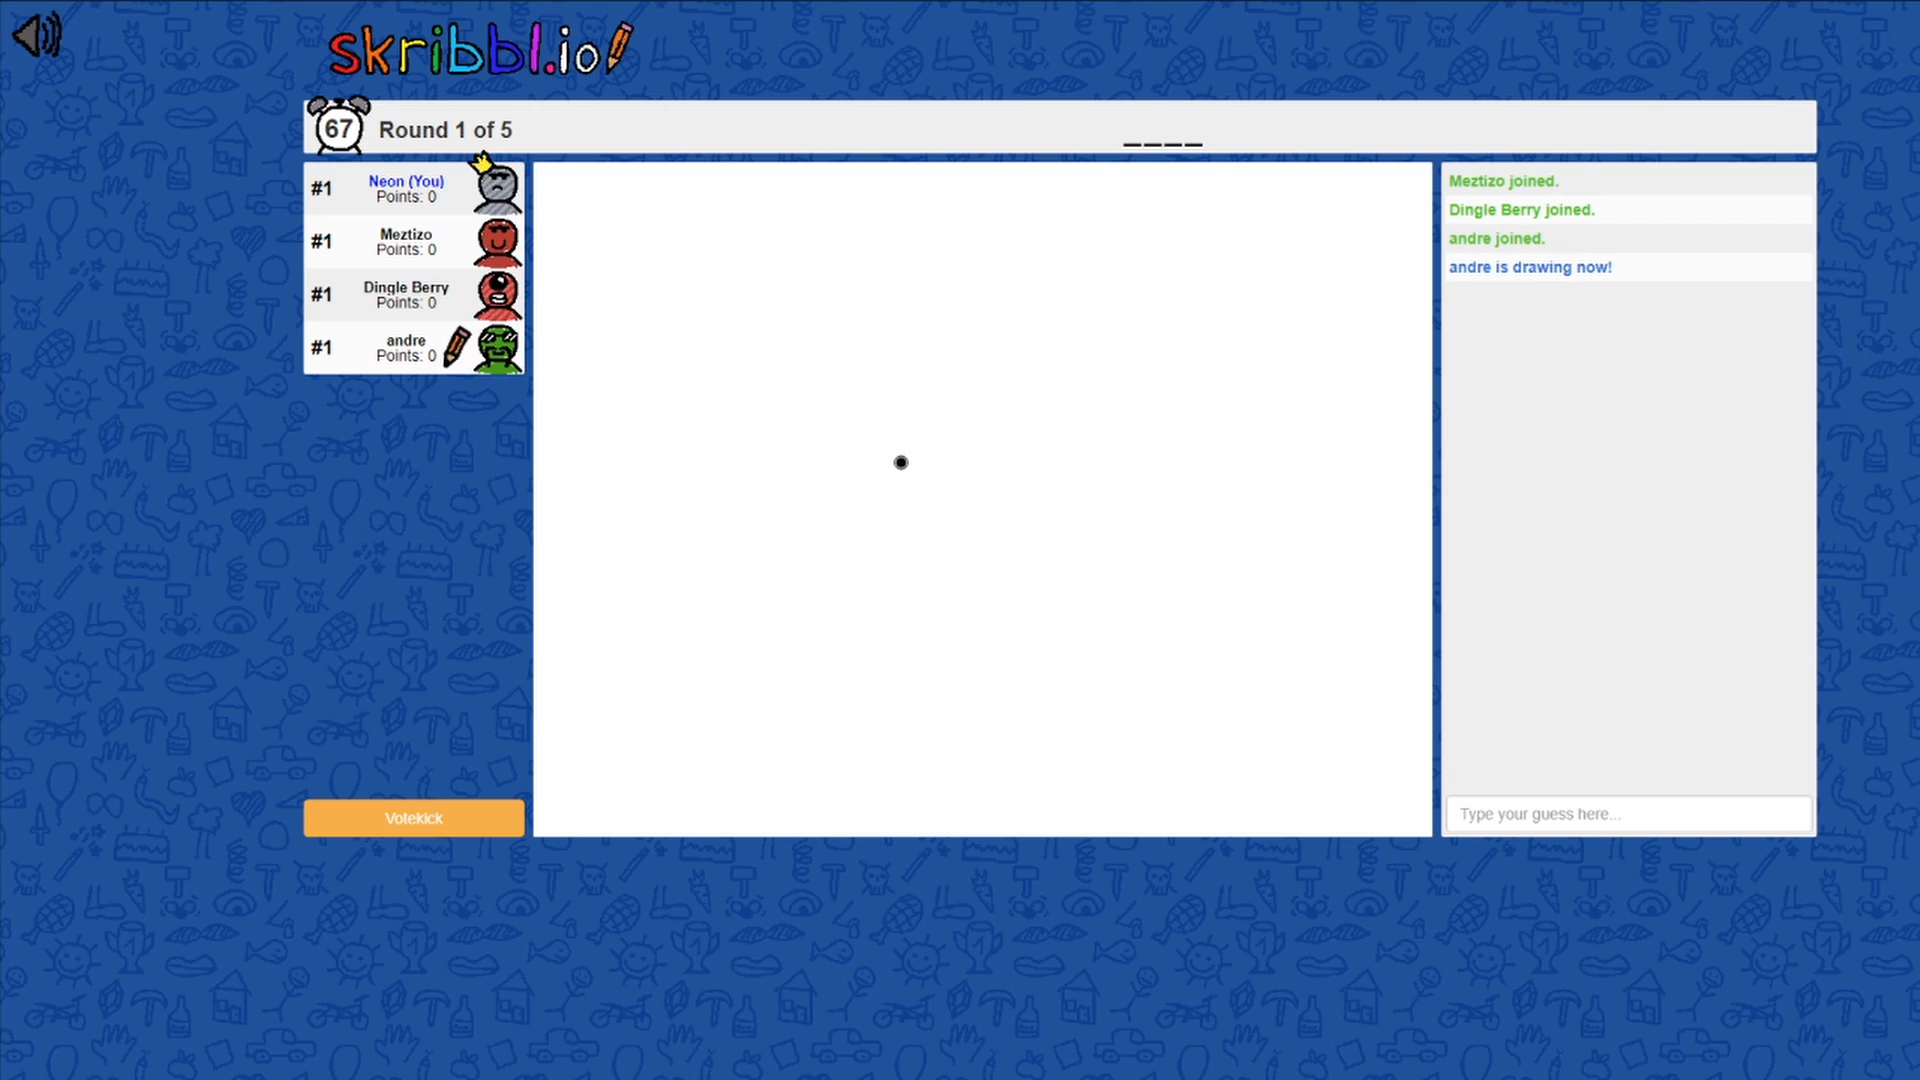 skribbl.io
67
Round 1 of 5
____
#1
Neon (You)
Points: 0
#1
Meztizo
Points: 0
#1
Dingle Berry
Points: 0
#1
andre
Points: 0
Votekick
Meztizo joined.
Dingle Berry joined.
andre joined.
andre is drawing now!
Type your guess here...